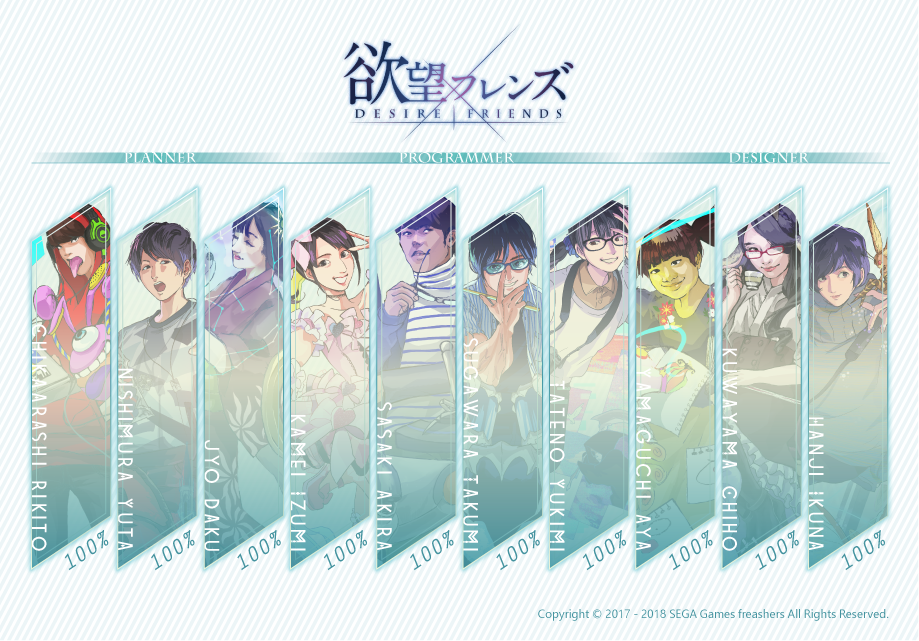 欲望×フレンズ
DESIRE FRIENDS
PLANNER
PROGRAMMER
DESIGNER
CHIGAARASHI RIKITO
NISHIMURA YUTA
JYO DAKU
KAMEI IZUMI
SASAKI AKIRA
SUGAWARA TAKUMI
TATENO YUKIMI
YAMAGUCHI AYA
KUWAYAMA CHIHO
HANJI IKUNA
100%
100%
100%
100%
100%
100%
100%
100%
100%
100%
Copyright © 2017 - 2018 SEGA Games freashers All Rights Reserved.